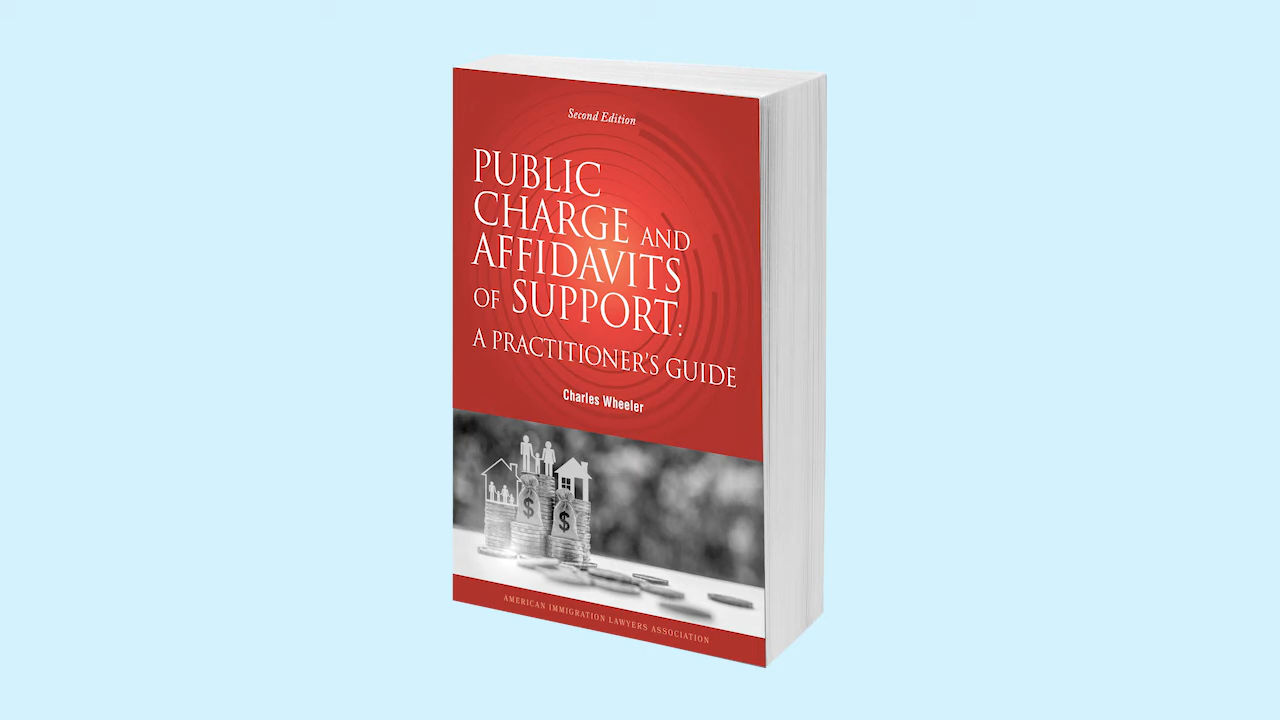 Second Edition
PUBLIC
CHARGE AND
AFFIDAVITS
OF SUPPORT:
A PRACTITIONER'S GUIDE
Charles Wheeler
$
$
AMERICAN IMMIGRATION LAWYERS ASSOCIATION